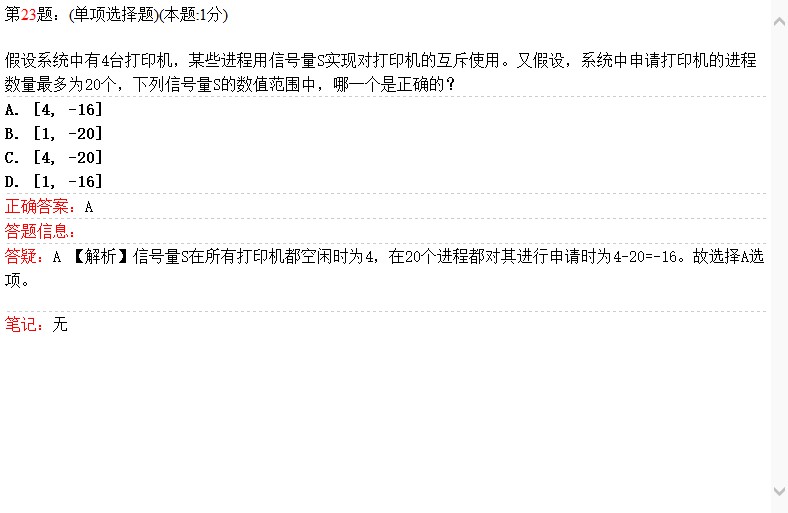 第23题：(单项选择题)(本题:1分)
假设系统中有4台打印机，某些进程用信号量S实现对打印机的互斥使用。又假设，系统中申请打印机的进程
数量最多为20个，下列信号量S的数值范围中，哪一个是正确的？
A. [4, -16]
B. [1, -20]
C. [4, -20]
D. [1, -16]
正确答案：A
答题信息：
答疑：A 【解析】信号量S在所有打印机都空闲时为4，在20个进程都对其进行申请时为4-20=-16。故选择A选
项。
笔记：无